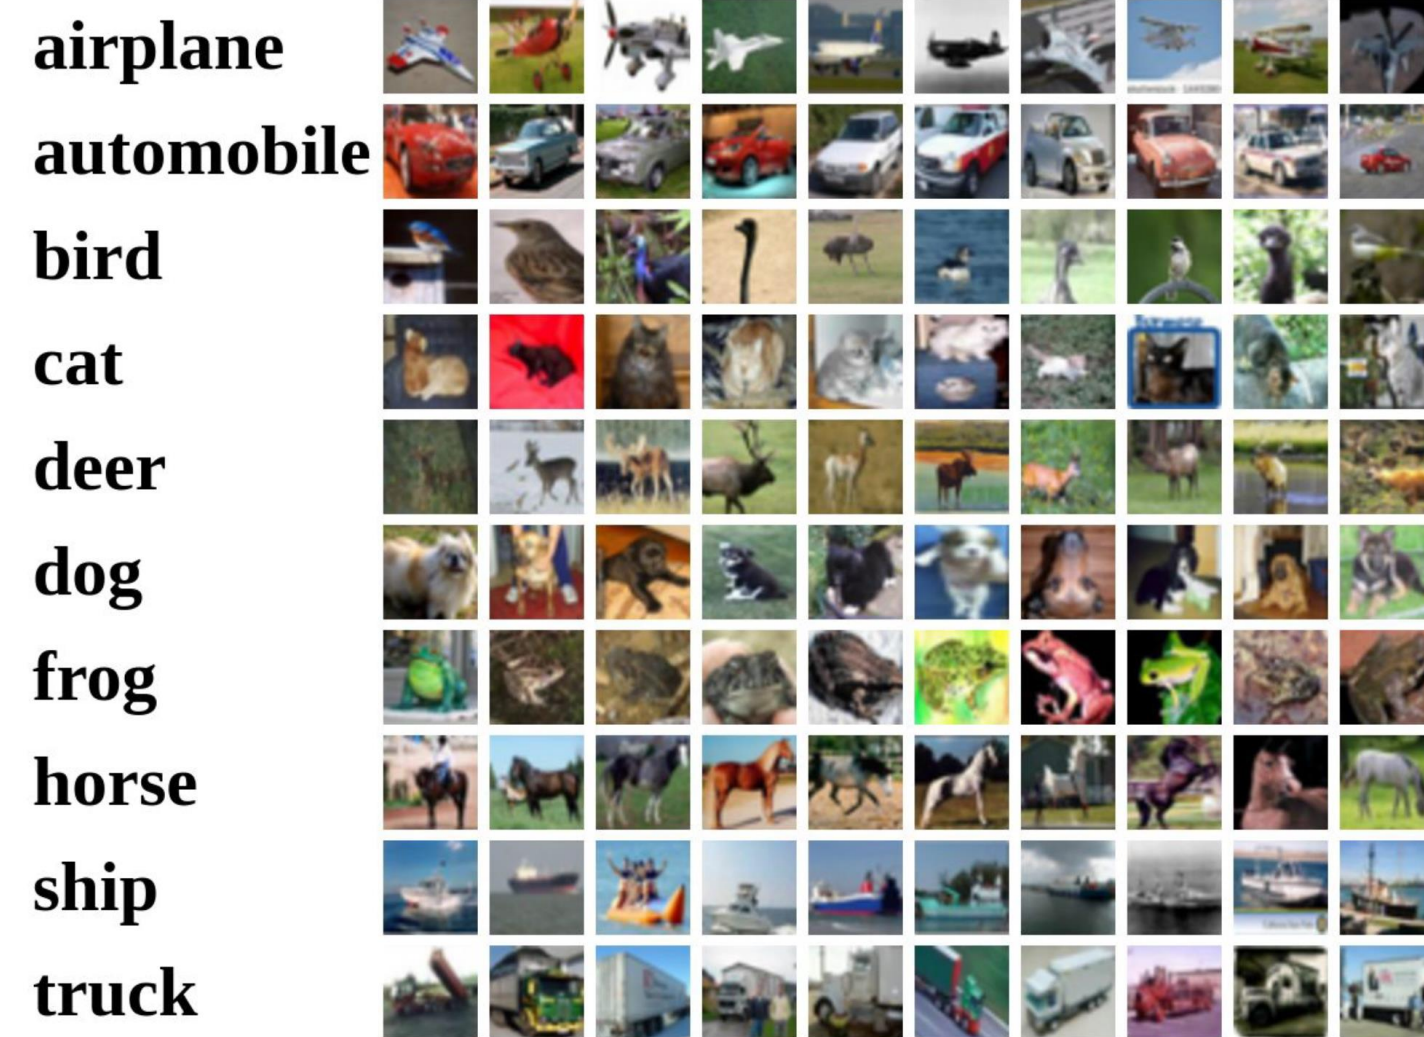 airplane
automobile
bird
cat
deer
dog
frog
horse
ship
truck